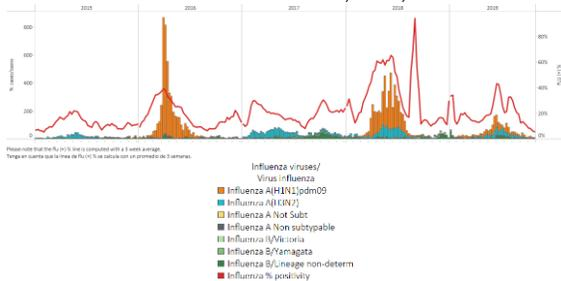 2015 2016 2017 2018 2019
800
600
400
200
0
80%
60%
40%
20%
0%
% cases/casos
Please note that the flu (+) % line is computed with a 3 week average.
Tenga en cuenta que la linea de flu (+) % se calcula con un promedio de 3 semanas.
Influenza viruses/
Virus Influenza
Influenza A(H1N1)pdm09
Influenza A(H3N2)
Influenza A Not Subt
Influenza A Non subtypable
Influenza B/Victoria
Influenza B/Yamagata
Influenza B/Lineage non-determ
Influenza % positivity